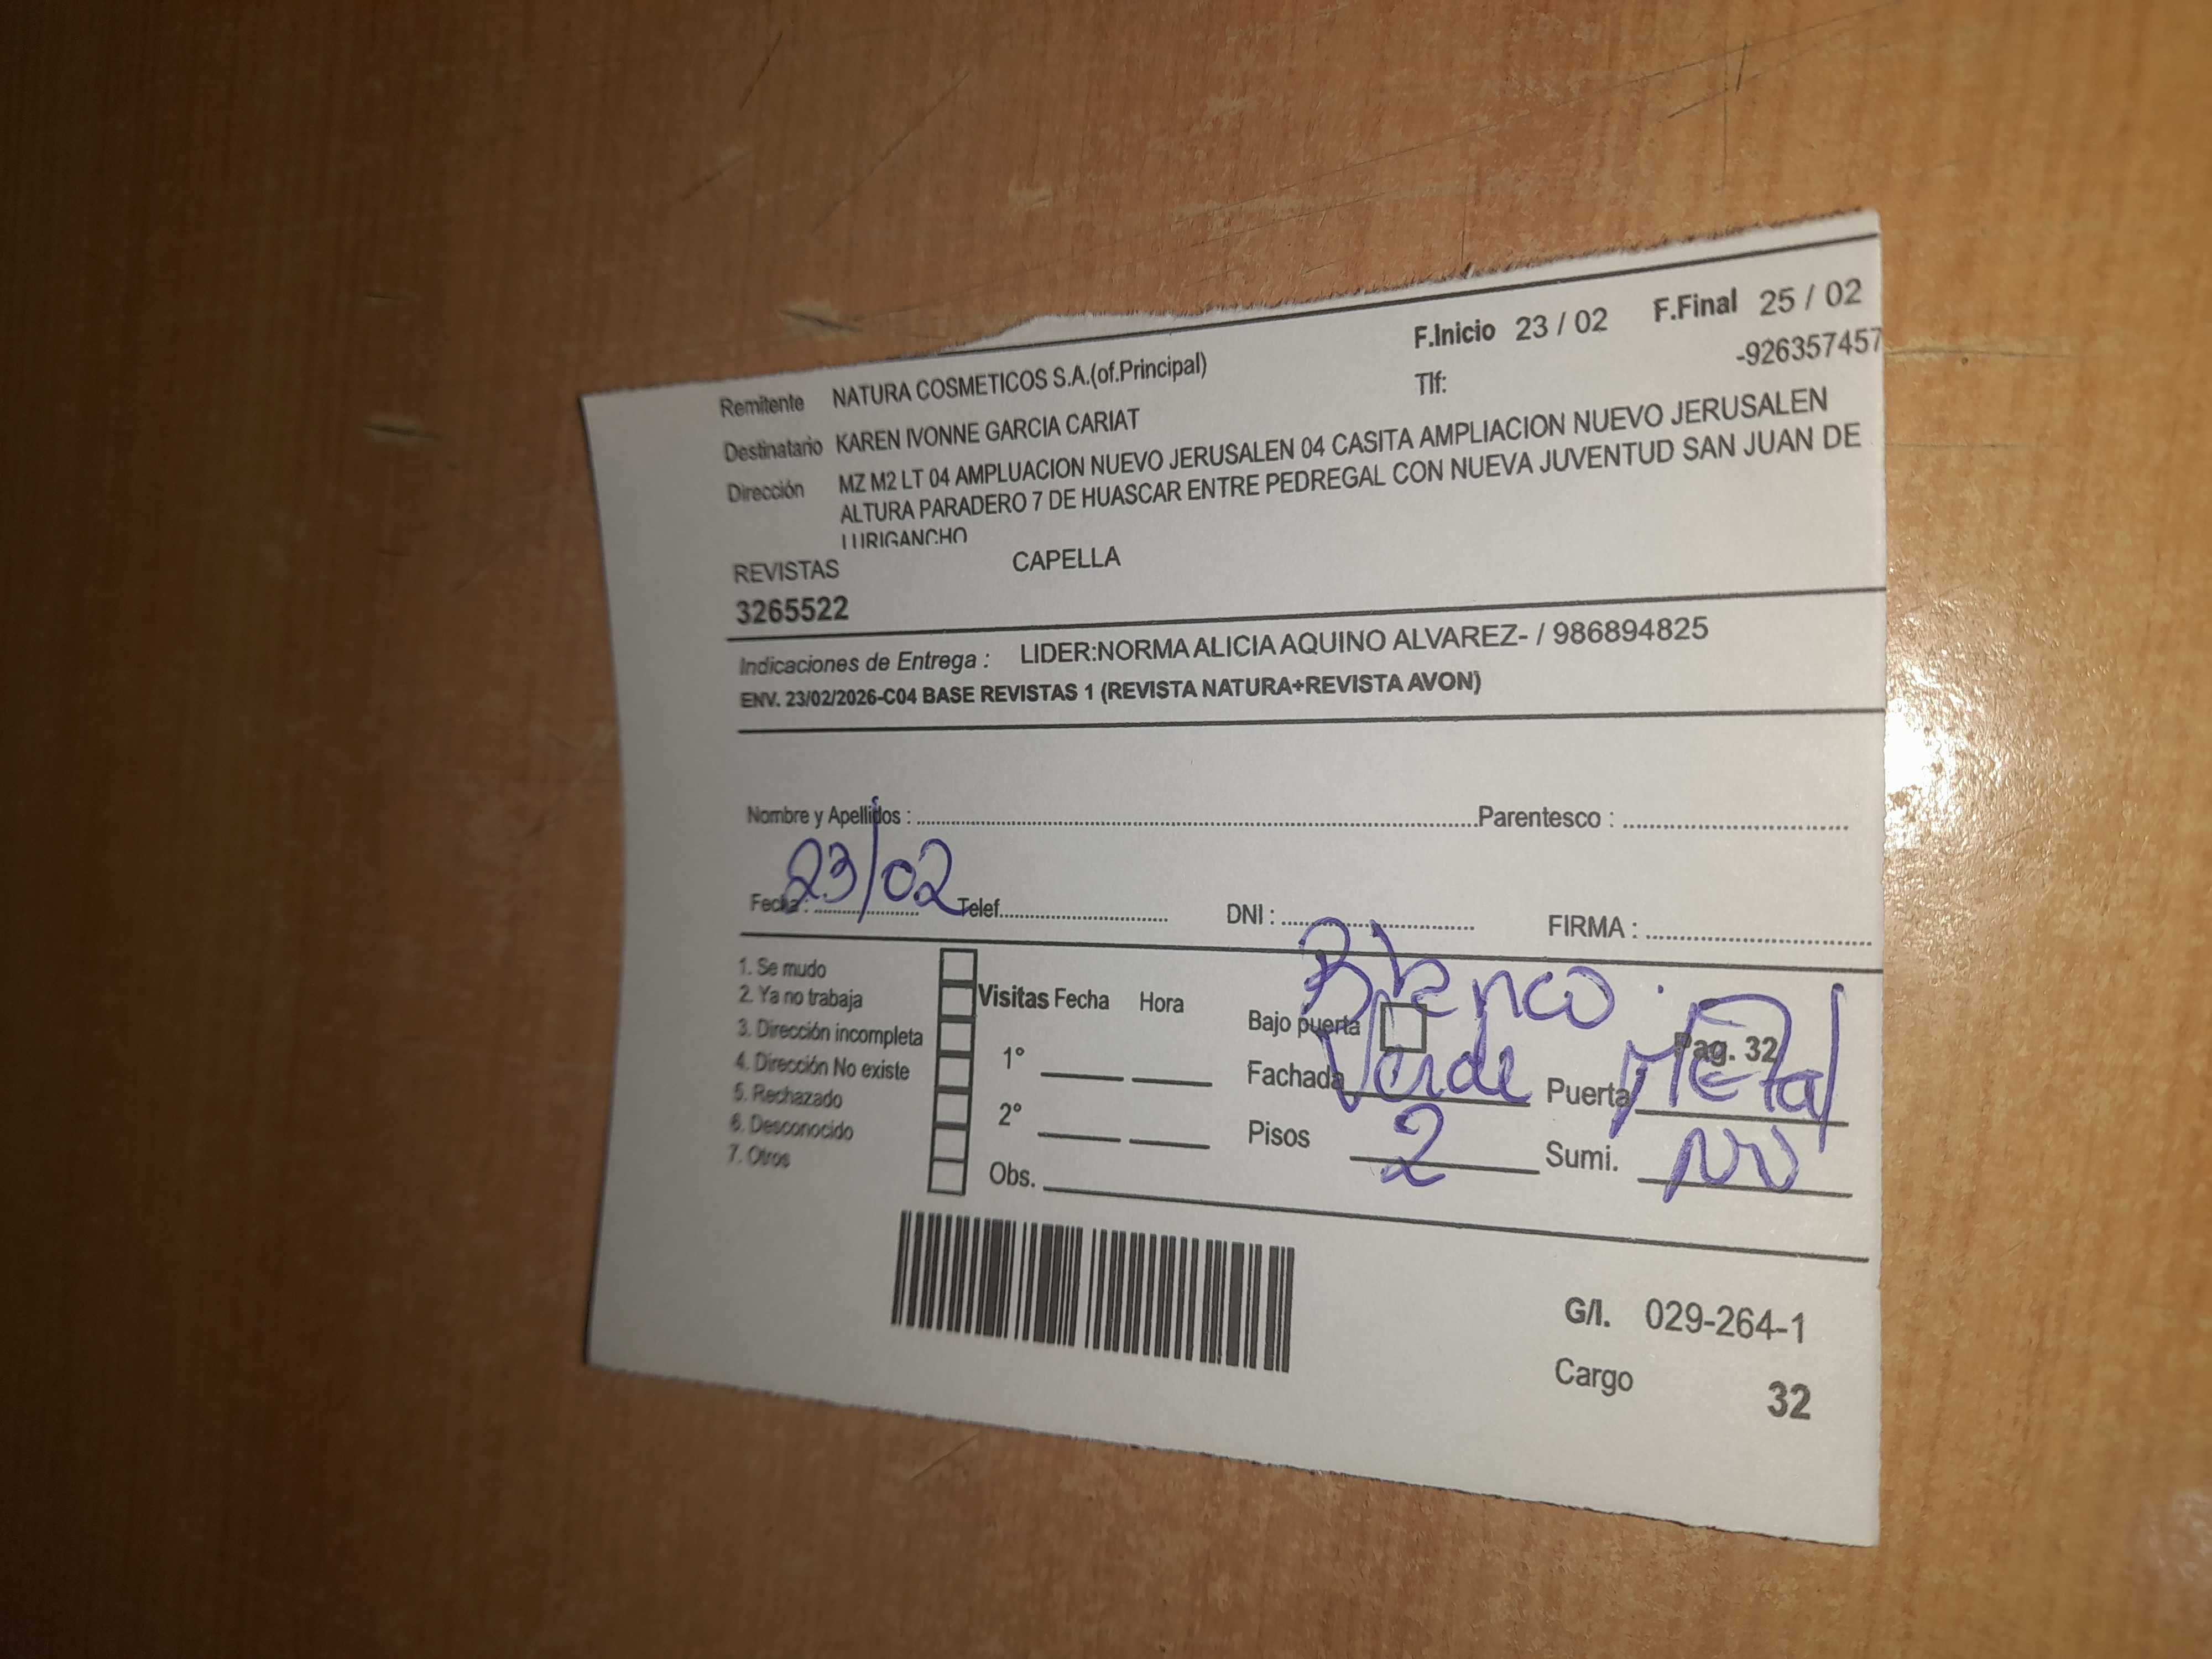 F.Inicio 23 / 02 F.Final 25 / 02
Remitente NATURA COSMETICOS S.A.(of.Principal) Tlf: -926357457
Destinatario KAREN IVONNE GARCIA CARIAT
Dirección MZ M2 LT 04 AMPLUACION NUEVO JERUSALEN 04 CASITA AMPLIACION NUEVO JERUSALEN
ALTURA PARADERO 7 DE HUASCAR ENTRE PEDREGAL CON NUEVA JUVENTUD SAN JUAN DE
LURIGANCHO
REVISTAS CAPELLA
3265522
Indicaciones de Entrega : LIDER:NORMA ALICIA AQUINO ALVAREZ- / 986894825
ENV. 23/02/2026-C04 BASE REVISTAS 1 (REVISTA NATURA+REVISTA AVON)
Nombre y Apellidos : Parentesco :
Fecha : 23/02 Telef. DNI : FIRMA :
1. Se mudo
2. Ya no trabaja
3. Dirección incompleta
4. Dirección No existe
5. Rechazado
6. Desconocido
7. Otros
Visitas Fecha Hora
1°
2°
Obs.
Blanco
Bajo puerta Pag. 32
Fachada Verde Puerta Metal
Pisos 2 Sumi. NO
G/I. 029-264-1
Cargo 32